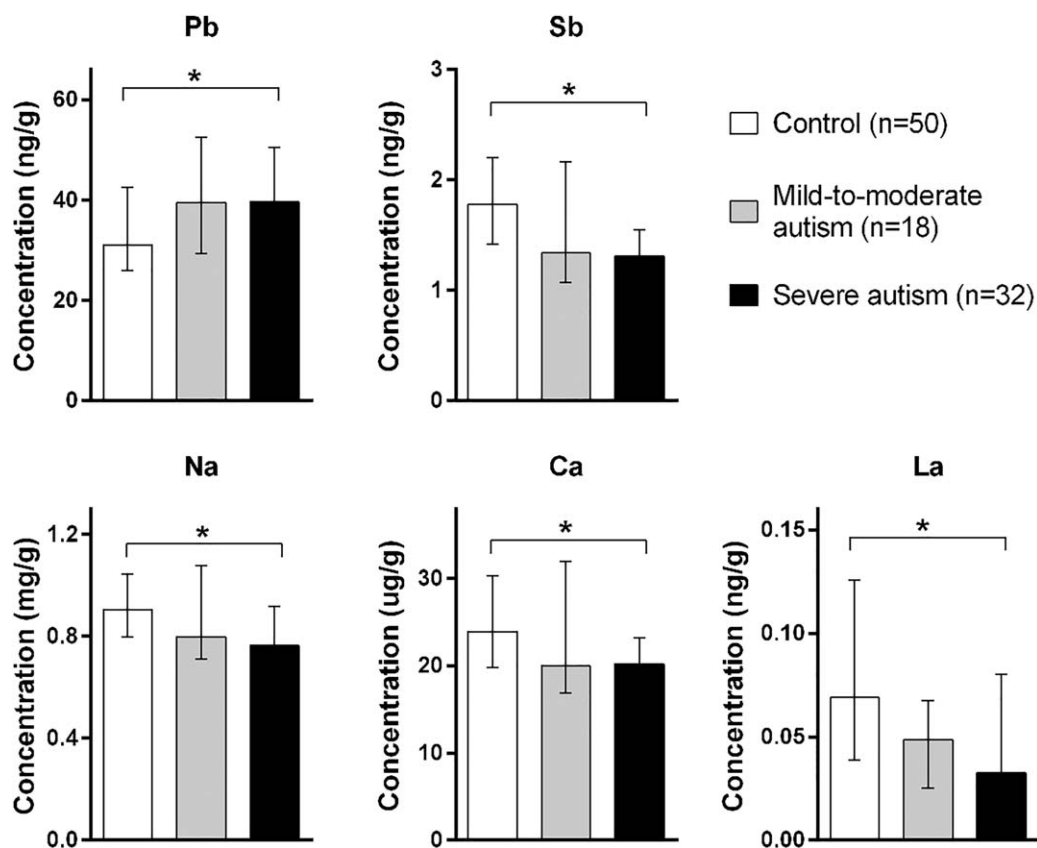 Pb
Concentration (ng/g)
60
40
20
0
*
Sb
Concentration (ng/g)
3
2
1
0
*
Control (n=50)
Mild-to-moderate
autism (n=18)
Severe autism (n=32)
Na
Concentration (mg/g)
1.2
0.8
0.4
0.0
*
Ca
Concentration (ug/g)
30
20
10
0
*
La
Concentration (ng/g)
0.15
0.10
0.05
0.00
*